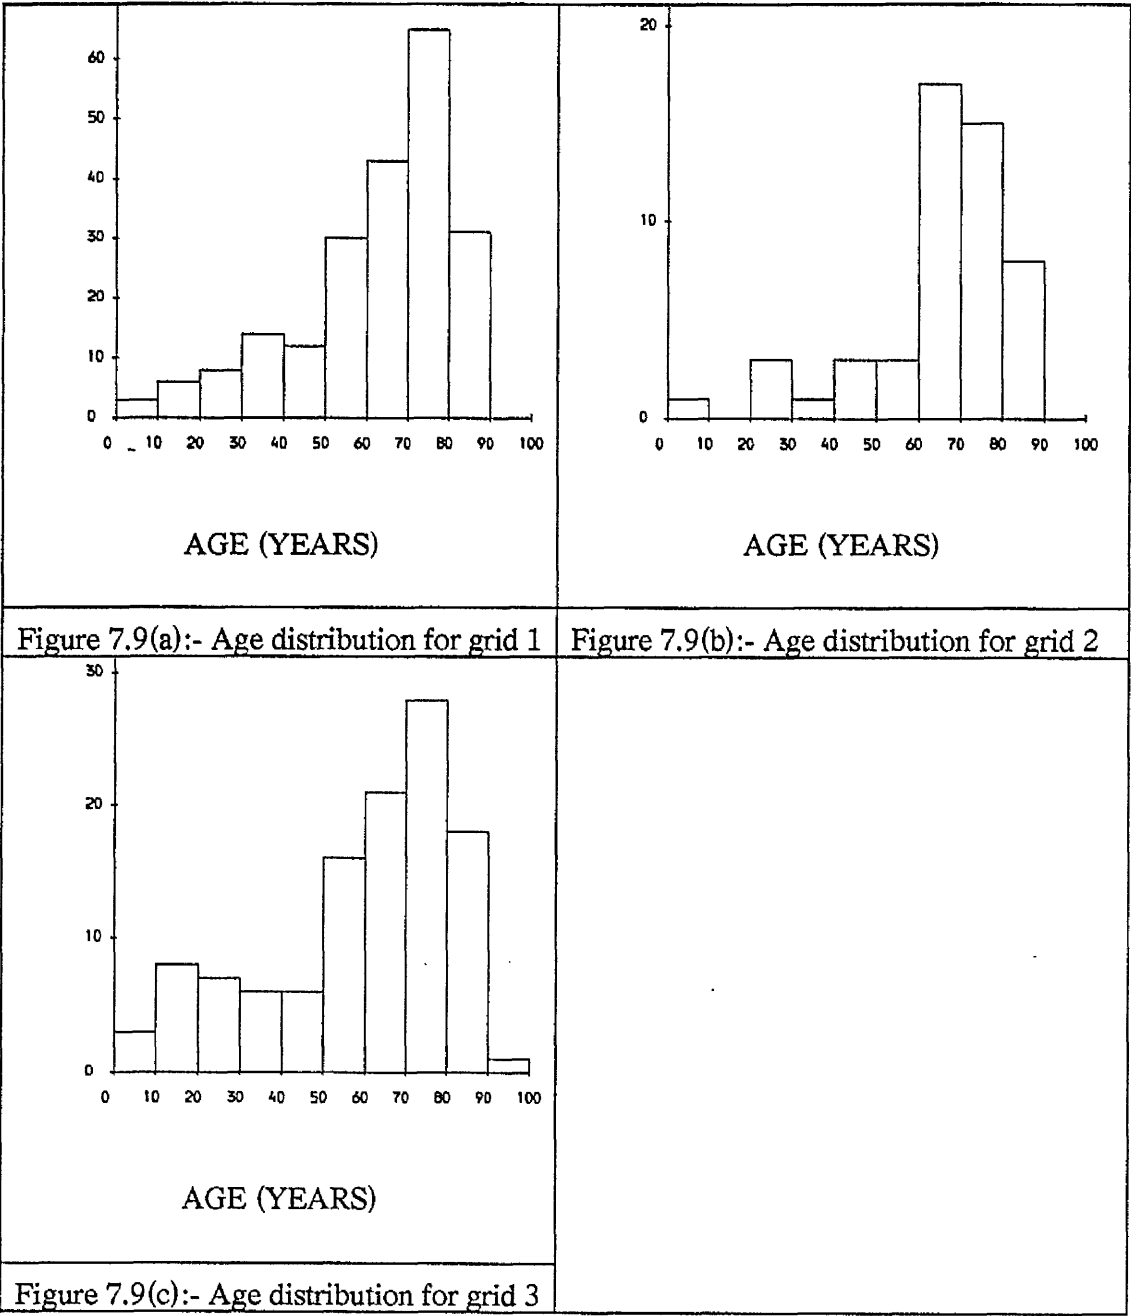 60
50
40
30
20
10
0
0 10 20 30 40 50 60 70 80 90 100
AGE (YEARS)
Figure 7.9(a):- Age distribution for grid 1
20
10
0
0 10 20 30 40 50 60 70 80 90 100
AGE (YEARS)
Figure 7.9(b):- Age distribution for grid 2
30
20
10
0
0 10 20 30 40 50 60 70 80 90 100
AGE (YEARS)
Figure 7.9(c):- Age distribution for grid 3